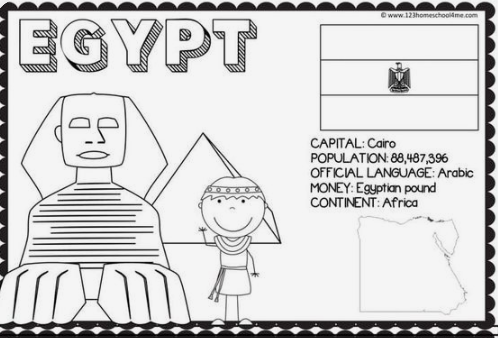 © www.123homeschool4me.com
EGYPT
CAPITAL: Cairo
POPULATION: 88,487,396
OFFICIAL LANGUAGE: Arabic
MONEY: Egyptian pound
CONTINENT: Africa